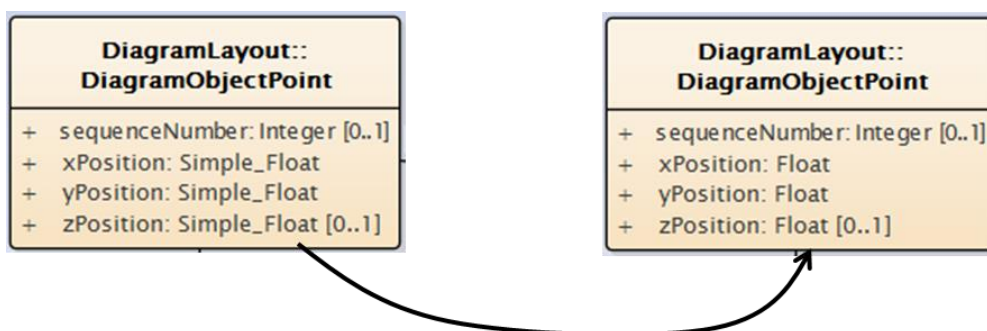 DiagramLayout::
DiagramObjectPoint
+ sequenceNumber: Integer [0..1]
+ xPosition: Simple_Float
+ yPosition: Simple_Float
+ zPosition: Simple_Float [0..1]
DiagramLayout::
DiagramObjectPoint
+ sequenceNumber: Integer [0..1]
+ xPosition: Float
+ yPosition: Float
+ zPosition: Float [0..1]